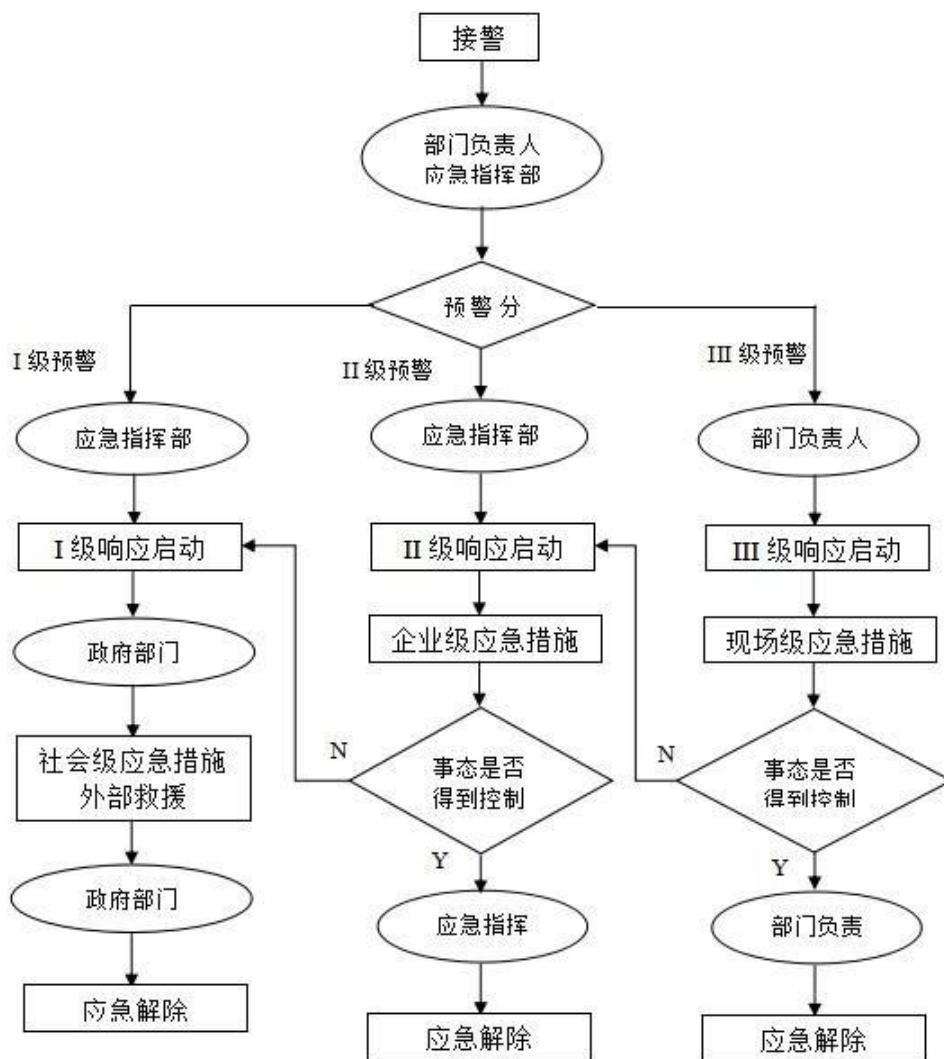 接警
部门负责人
应急指挥部
预警分
I 级预警
II 级预警
III 级预警
应急指挥部
应急指挥部
部门负责人
I 级响应启动
II 级响应启动
III 级响应启动
政府部门
企业级应急措施
现场级应急措施
社会级应急措施
外部救援
N
事态是否
得到控制
N
事态是否
得到控制
Y
Y
政府部门
应急指挥
部门负责
应急解除
应急解除
应急解除